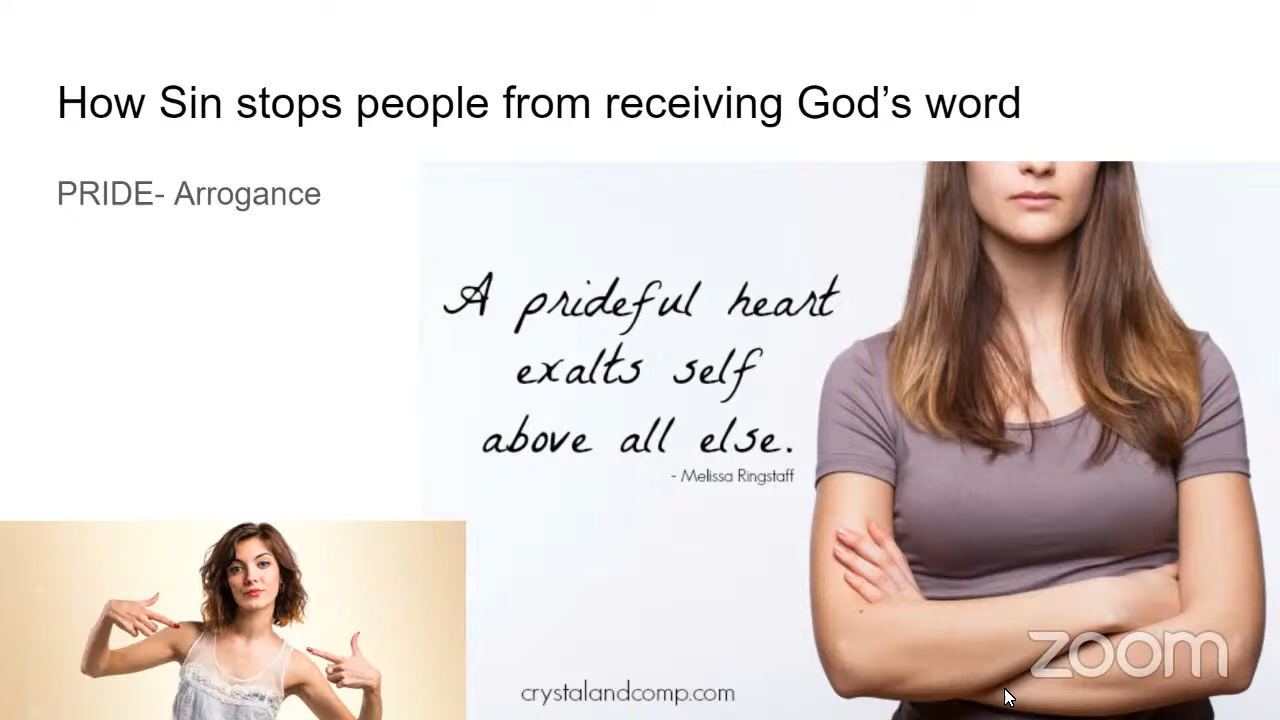 How Sin stops people from receiving God’s word
PRIDE- Arrogance
A prideful heart
exalts self
above all else.
- Melissa Ringstaff
crystalandcomp.com
zoom